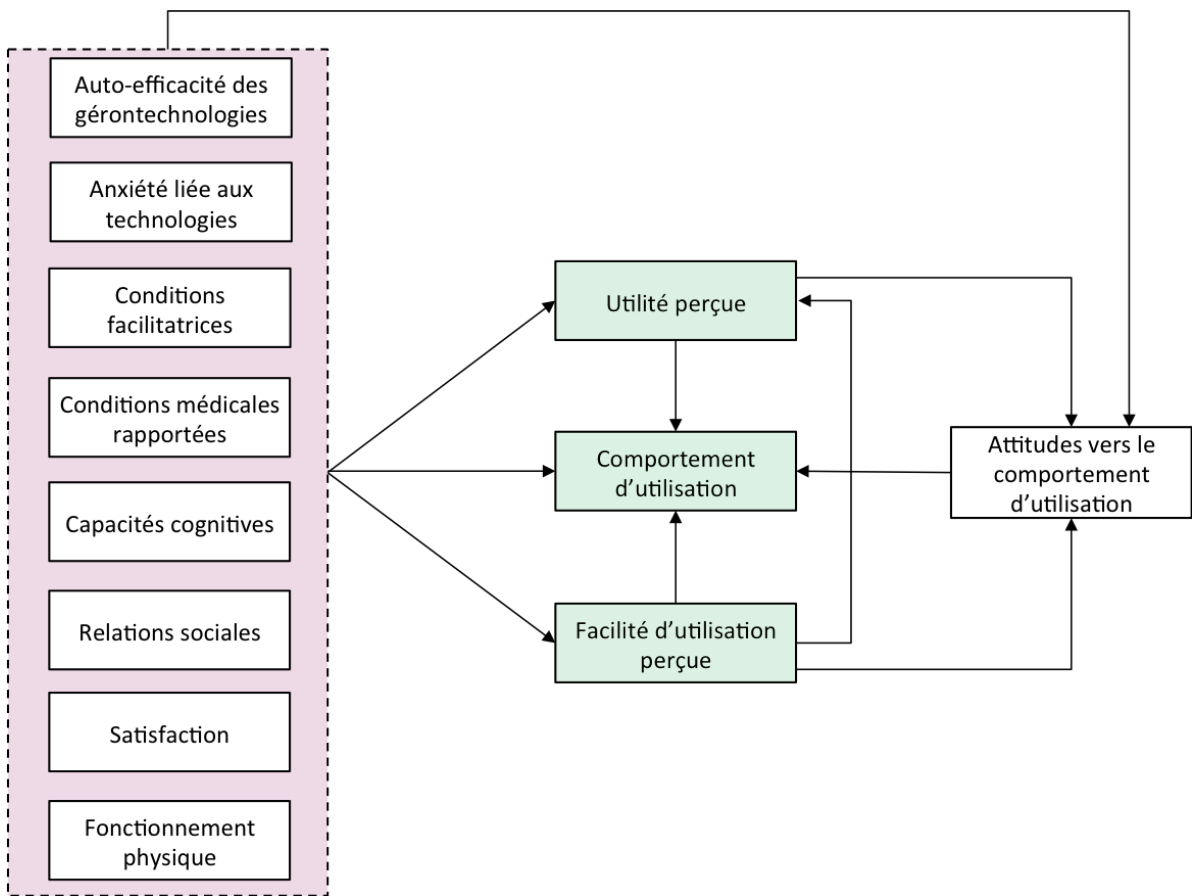 Auto-efficacité des
gérontechnologies
Anxiété liée aux
technologies
Conditions
facilitatrices
Conditions médicales
rapportées
Capacités cognitives
Relations sociales
Satisfaction
Fonctionnement
physique
Utilité perçue
Comportement
d’utilisation
Facilité d’utilisation
perçue
Attitudes vers le
comportement
d’utilisation